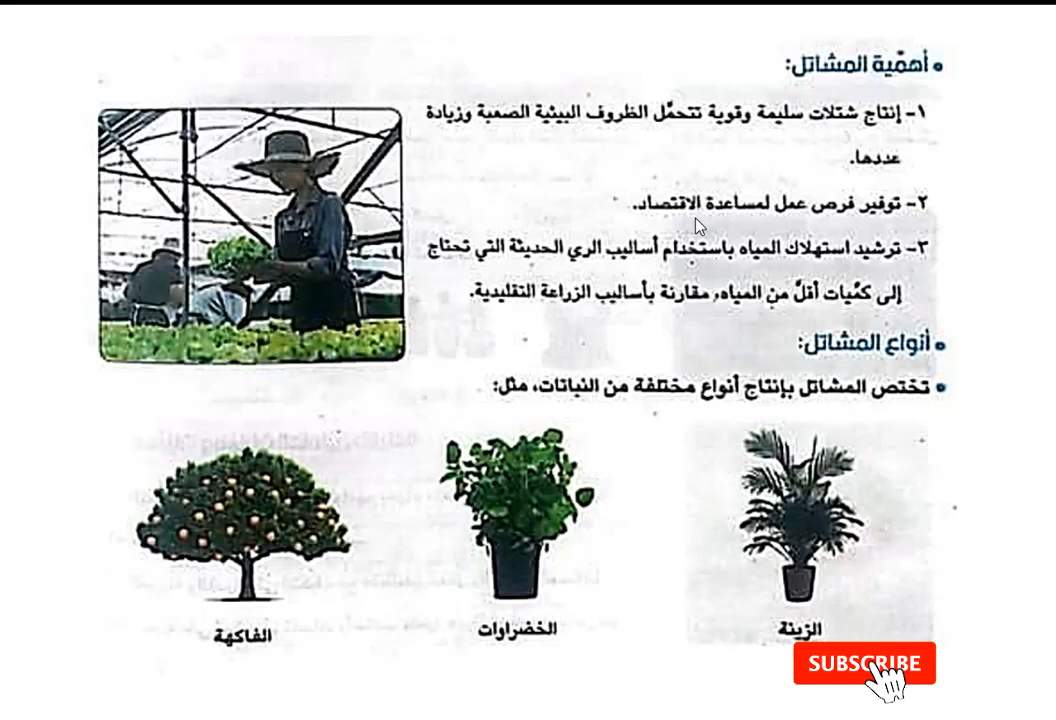 • أهمّية المشاتل:
١- إنتاج شتلات سليمة وقوية تتحمَّل الظروف البيئية الصعبة وزيادة
عددها.
٢- توفير فرص عمل لمساعدة الاقتصاد.
٣- ترشيد استهلاك المياه باستخدام أساليب الري الحديثة التي تحتاج
إلى كمِّيات أقلّ من المياه، مقارنة بأساليب الزراعة التقليدية.
• أنواع المشاتل:
• تختص المشاتل بإنتاج أنواع مختلفة من النباتات، مثل:
الزينة
الخضراوات
الفاكهة
SUBSCRIBE